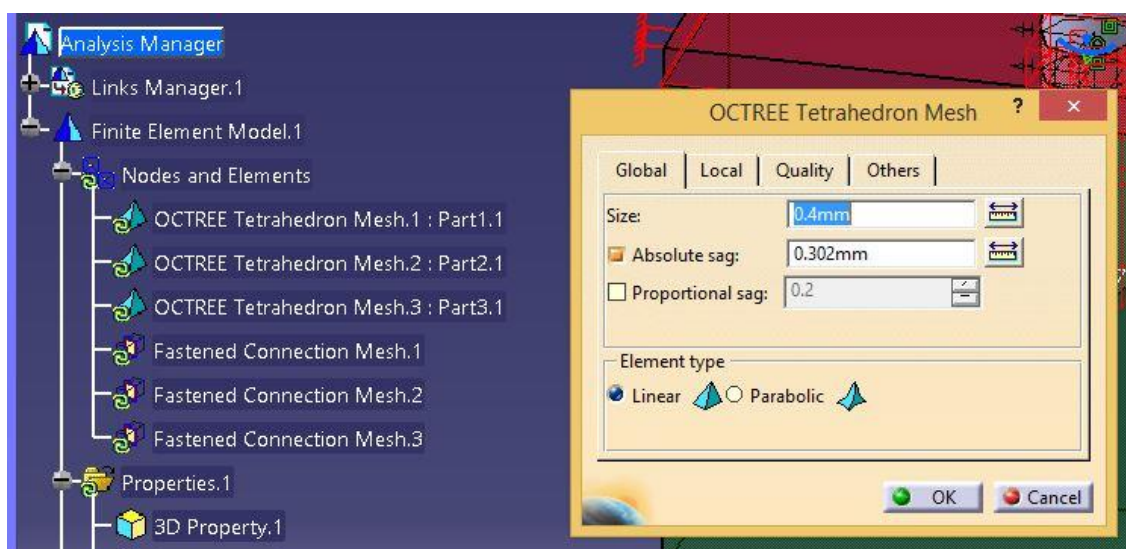 Analysis Manager
Links Manager.1
Finite Element Model.1
Nodes and Elements
OCTREE Tetrahedron Mesh.1 : Part1.1
OCTREE Tetrahedron Mesh.2 : Part2.1
OCTREE Tetrahedron Mesh.3 : Part3.1
Fastened Connection Mesh.1
Fastened Connection Mesh.2
Fastened Connection Mesh.3
Properties.1
3D Property.1
OCTREE Tetrahedron Mesh ? ×
Global Local Quality Others
Size: 0.4mm
Absolute sag: 0.302mm
Proportional sag: 0.2
Element type
Linear Parabolic
OK Cancel